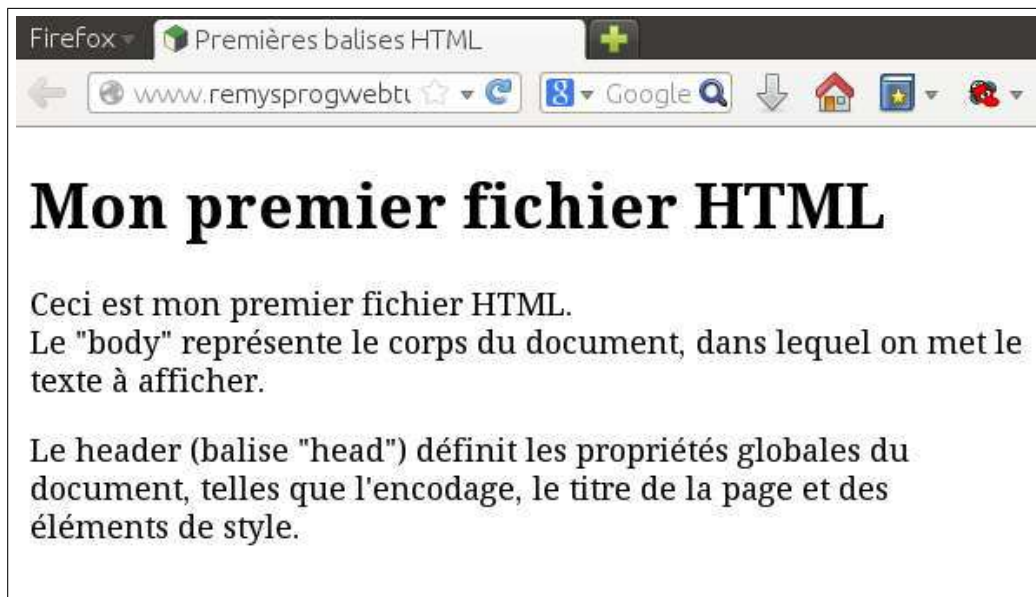 Firefox
Premières balises HTML
www.remysprogwebtu
8 Google
Mon premier fichier HTML
Ceci est mon premier fichier HTML.
Le "body" représente le corps du document, dans lequel on met le
texte à afficher.
Le header (balise "head") définit les propriétés globales du
document, telles que l'encodage, le titre de la page et des
éléments de style.